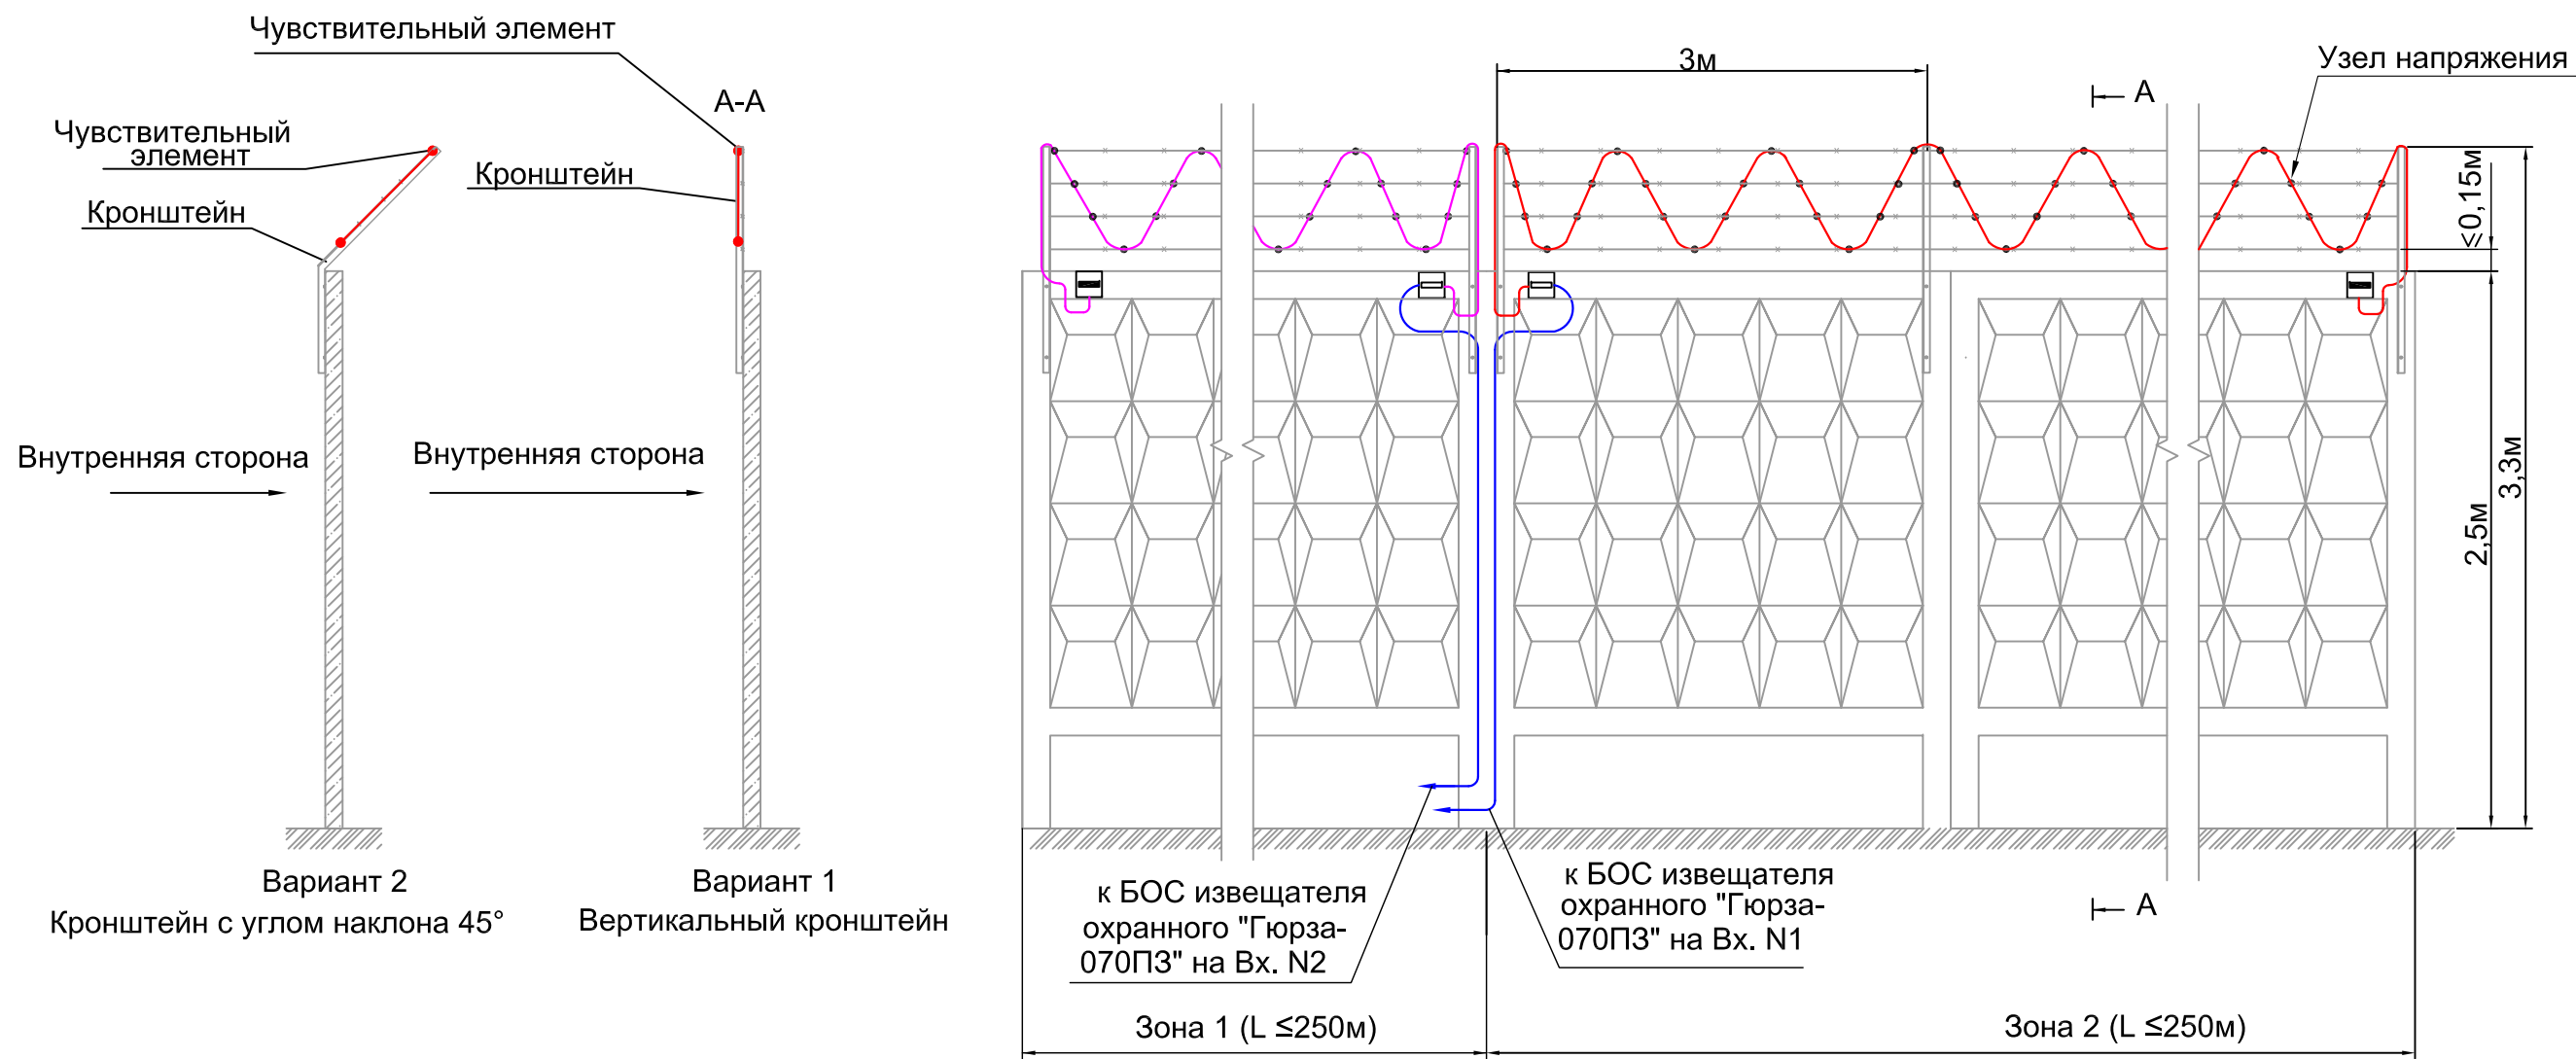 Чувствительный элемент
А-А
Чувствительный
элемент
Кронштейн
Кронштейн
Внутренняя сторона
Внутренняя сторона
Вариант 2
Кронштейн с углом наклона 45°
Вариант 1
Вертикальный кронштейн
3м
А
Узел напряжения
≤0,15м
3,3м
2,5м
к БОС извещателя
охранного "Гюрза-
070ПЗ" на Вх. N2
к БОС извещателя
охранного "Гюрза-
070ПЗ" на Вх. N1
А
Зона 1 (L ≤250м)
Зона 2 (L ≤250м)